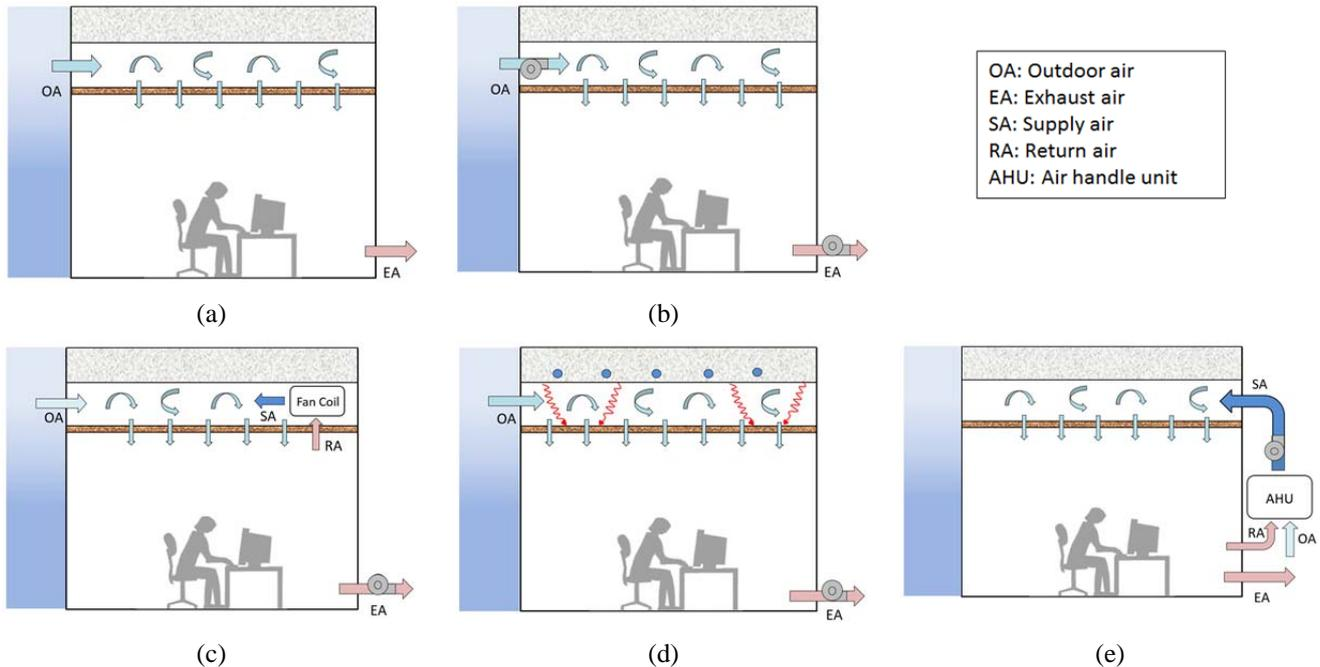 OA
EA
(a)
OA
EA
(b)
OA: Outdoor air
EA: Exhaust air
SA: Supply air
RA: Return air
AHU: Air handle unit
OA
SA
Fan Coil
RA
EA
(c)
OA
EA
(d)
SA
AHU
RA
OA
EA
(e)